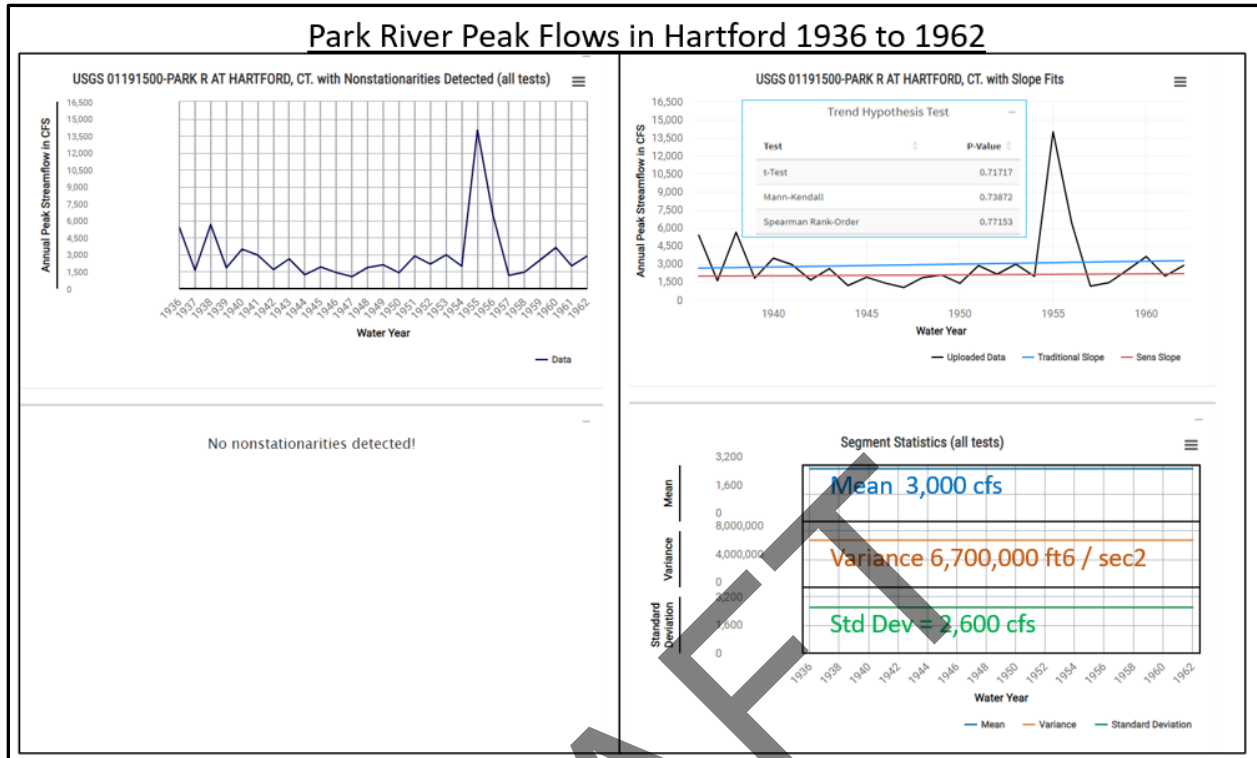 Park River Peak Flows in Hartford 1936 to 1962
USGS 01191500-PARK R AT HARTFORD, CT. with Nonstationarities Detected (all tests)
Annual Peak Streamflow in CFS
16,500
15,000
13,500
12,000
10,500
9,000
7,500
6,000
4,500
3,000
1,500
0
1936 1937 1938 1939 1940 1941 1942 1943 1944 1945 1946 1947 1948 1949 1950 1951 1952 1953 1954 1955 1956 1957 1958 1959 1960 1961 1962
Water Year
Data
No nonstationarities detected!
USGS 01191500-PARK R AT HARTFORD, CT. with Slope Fits
Annual Peak Streamflow in CFS
16,500
15,000
13,500
12,000
10,500
9,000
7,500
6,000
4,500
3,000
1,500
0
Trend Hypothesis Test
Test P-Value
t-Test 0.71717
Mann-Kendall 0.73872
Spearman Rank-Order 0.77153
1940 1945 1950 1955 1960
Water Year
Uploaded Data Traditional Slope Sens Slope
Segment Statistics (all tests)
Mean
3,200
1,600
0
Mean 3,000 cfs
Variance
8,000,000
4,000,000
0
Variance 6,700,000 ft6 / sec2
Standard
Deviation
3,200
1,600
0
Std Dev = 2,600 cfs
1936 1938 1940 1942 1944 1946 1948 1950 1952 1954 1956 1958 1960 1962
Water Year
Mean Variance Standard Deviation